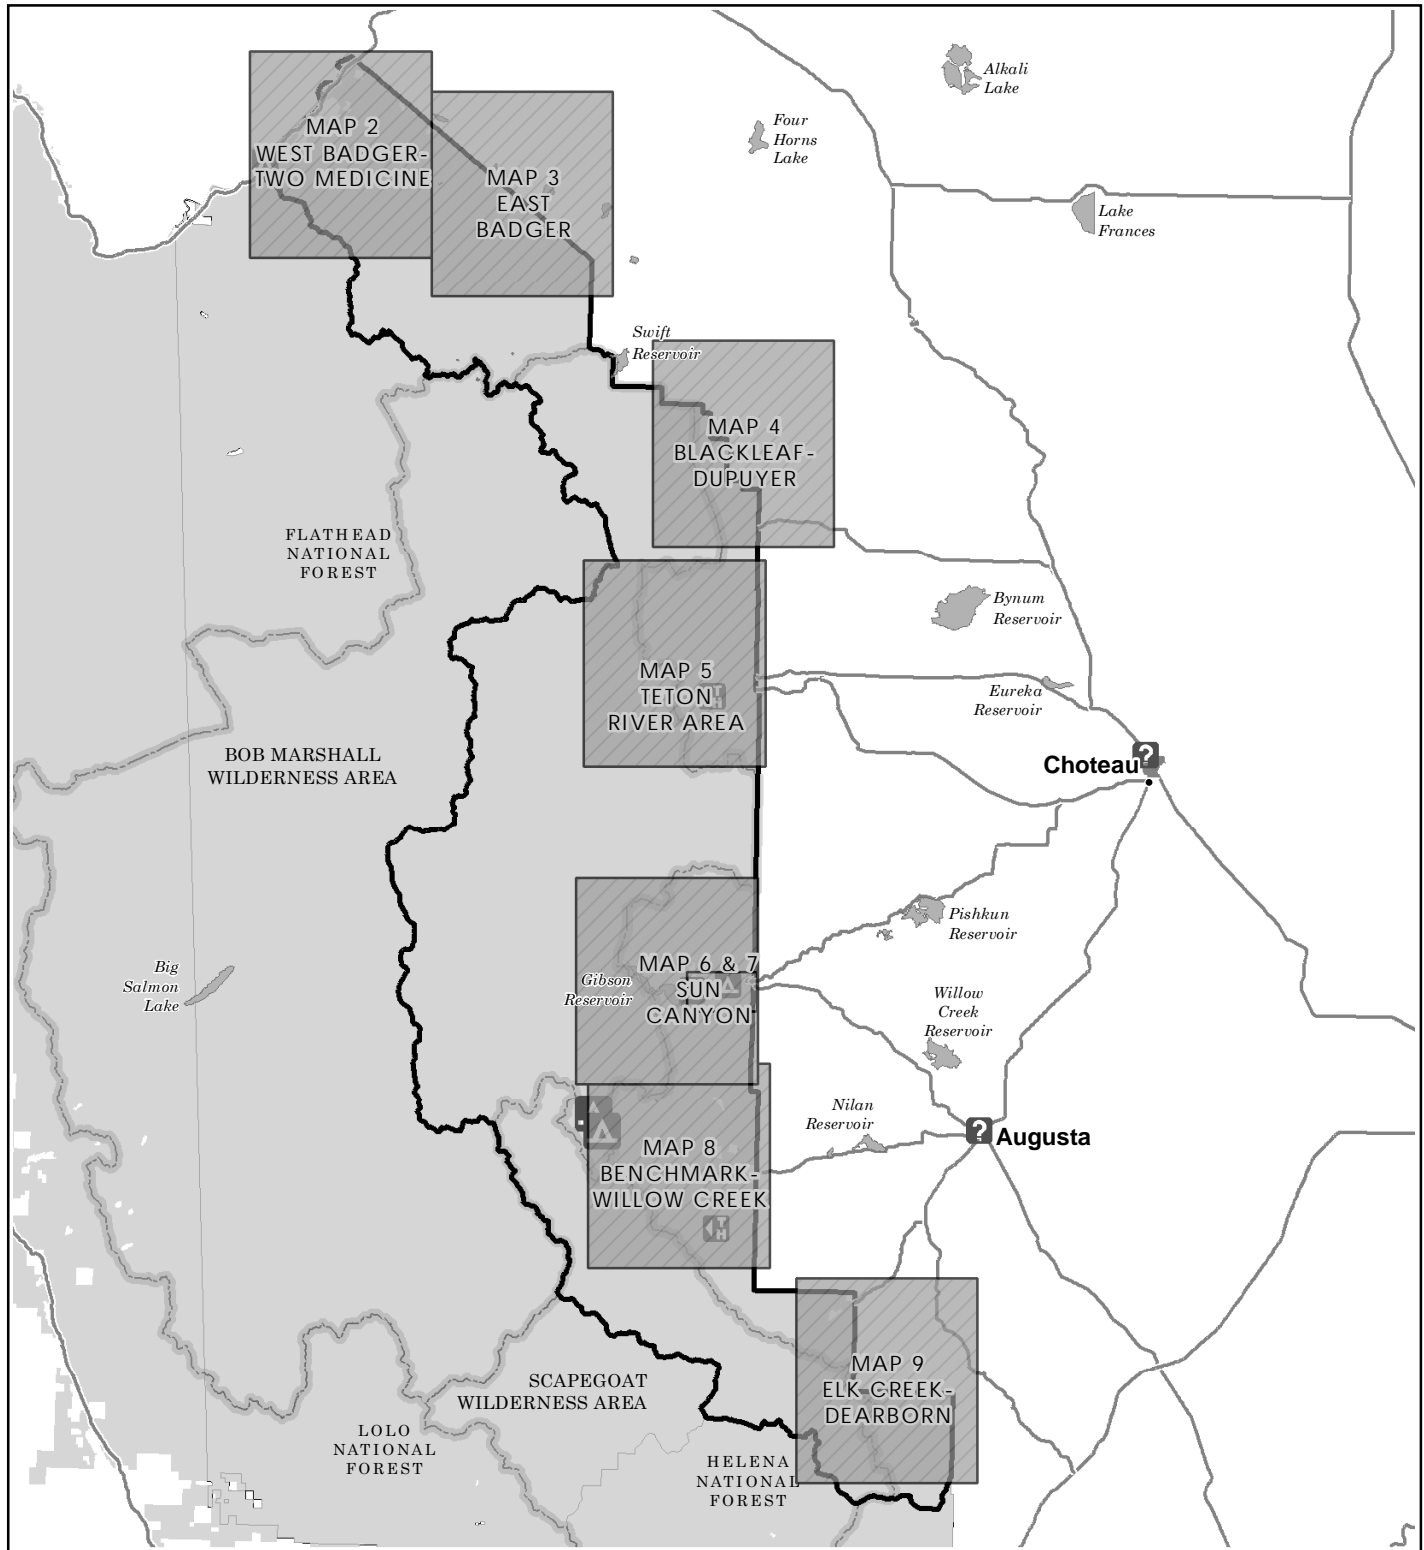 Alkali
Lake
Four
Horns
Lake
MAP 2
WEST BADGER-
TWO MEDICINE
MAP 3
EAST
BADGER
Lake
Frances
Swift
Reservoir
MAP 4
BLACKLEAF-
DUPUYER
FLATHEAD
NATIONAL
FOREST
Bynum
Reservoir
MAP 5
TETON
RIVER AREA
TH
Eureka
Reservoir
BOB MARSHALL
WILDERNESS AREA
?
Choteau
Pishkun
Reservoir
Big
Salmon
Lake
Gibson
Reservoir
MAP 6 & 7
SUN
CANYON
Willow
Creek
Reservoir
Nilan
Reservoir
?
Augusta
MAP 8
BENCHMARK-
WILLOW CREEK
TH
MAP 9
ELK CREEK-
DEARBORN
SCAPEGOAT
WILDERNESS AREA
LOLO
NATIONAL
FOREST
HELENA
NATIONAL
FOREST